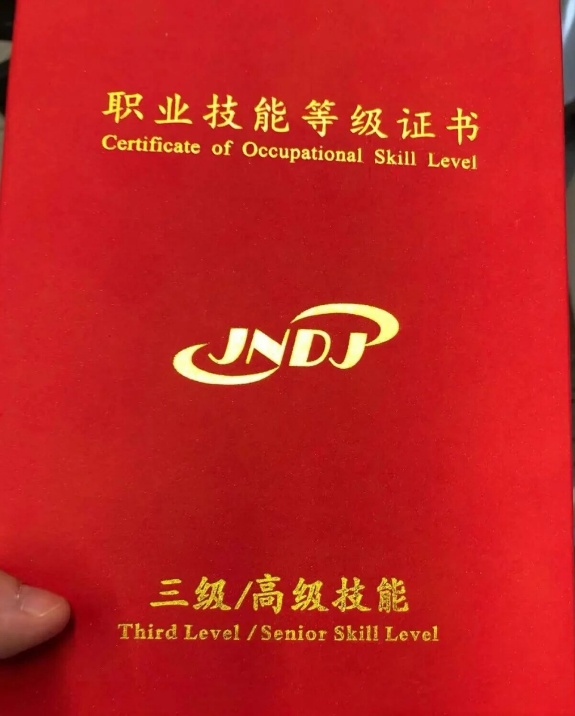 职业技能等级证书
Certificate of Occupational Skill Level
JNDJ
三级/高级技能
Third Level / Senior Skill Level